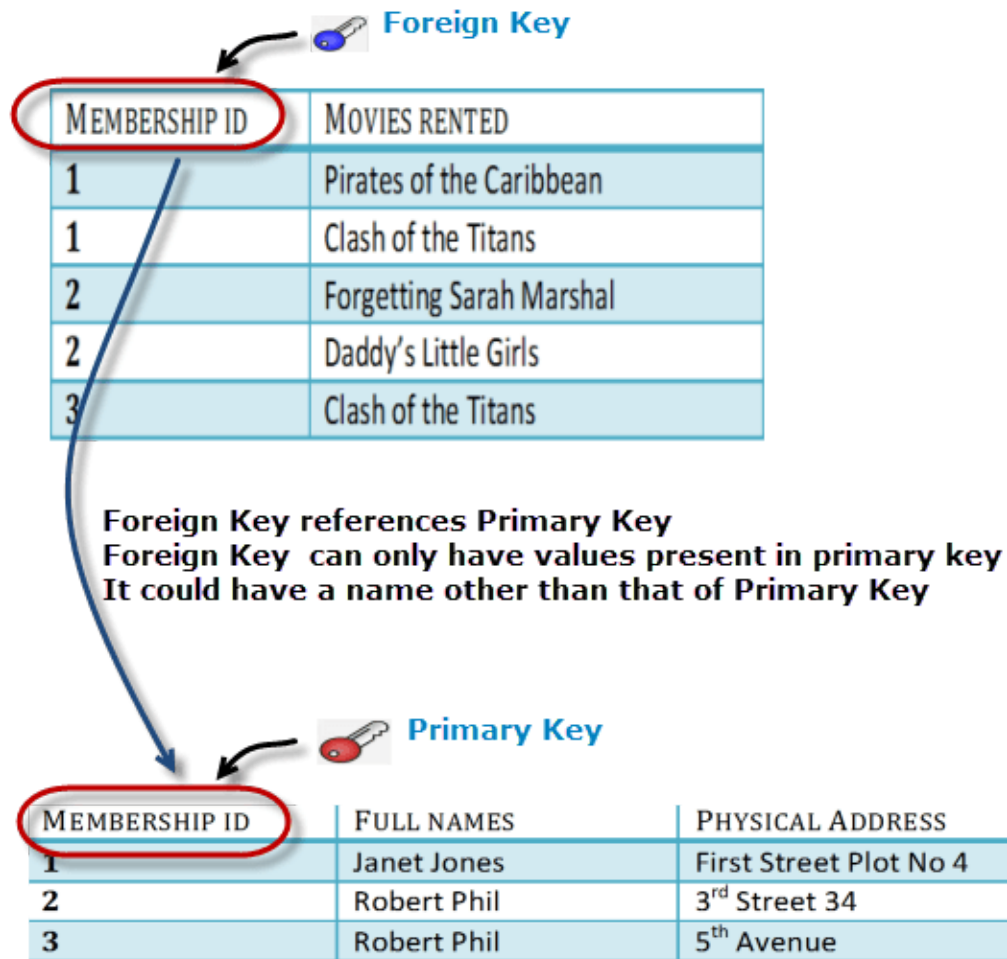 Foreign Key
MEMBERSHIP ID MOVIES RENTED
1 Pirates of the Caribbean
1 Clash of the Titans
2 Forgetting Sarah Marshal
2 Daddy's Little Girls
3 Clash of the Titans
Foreign Key references Primary Key
Foreign Key can only have values present in primary key
It could have a name other than that of Primary Key
Primary Key
MEMBERSHIP ID FULL NAMES PHYSICAL ADDRESS
1 Janet Jones First Street Plot No 4
2 Robert Phil 3rd Street 34
3 Robert Phil 5th Avenue